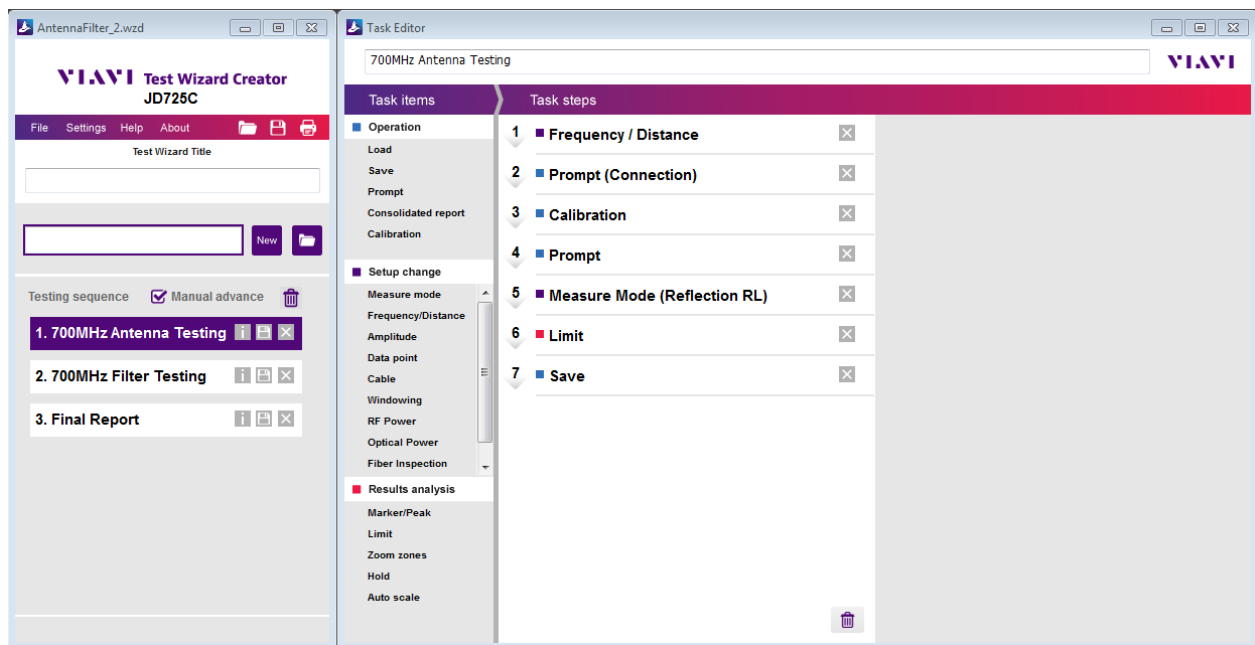 AntennaFilter_2.wzd
VIAVI Test Wizard Creator
JD725C
File Settings Help About
Test Wizard Title
New
Testing sequence Manual advance
1. 700MHz Antenna Testing i
2. 700MHz Filter Testing i
3. Final Report i
Task Editor
700MHz Antenna Testing
VIAVI
Task items
Task steps
Operation
Load
Save
Prompt
Consolidated report
Calibration
Setup change
Measure mode
Frequency/Distance
Amplitude
Data point
Cable
Windowing
RF Power
Optical Power
Fiber Inspection
Results analysis
Marker/Peak
Limit
Zoom zones
Hold
Auto scale
1 Frequency / Distance
2 Prompt (Connection)
3 Calibration
4 Prompt
5 Measure Mode (Reflection RL)
6 Limit
7 Save